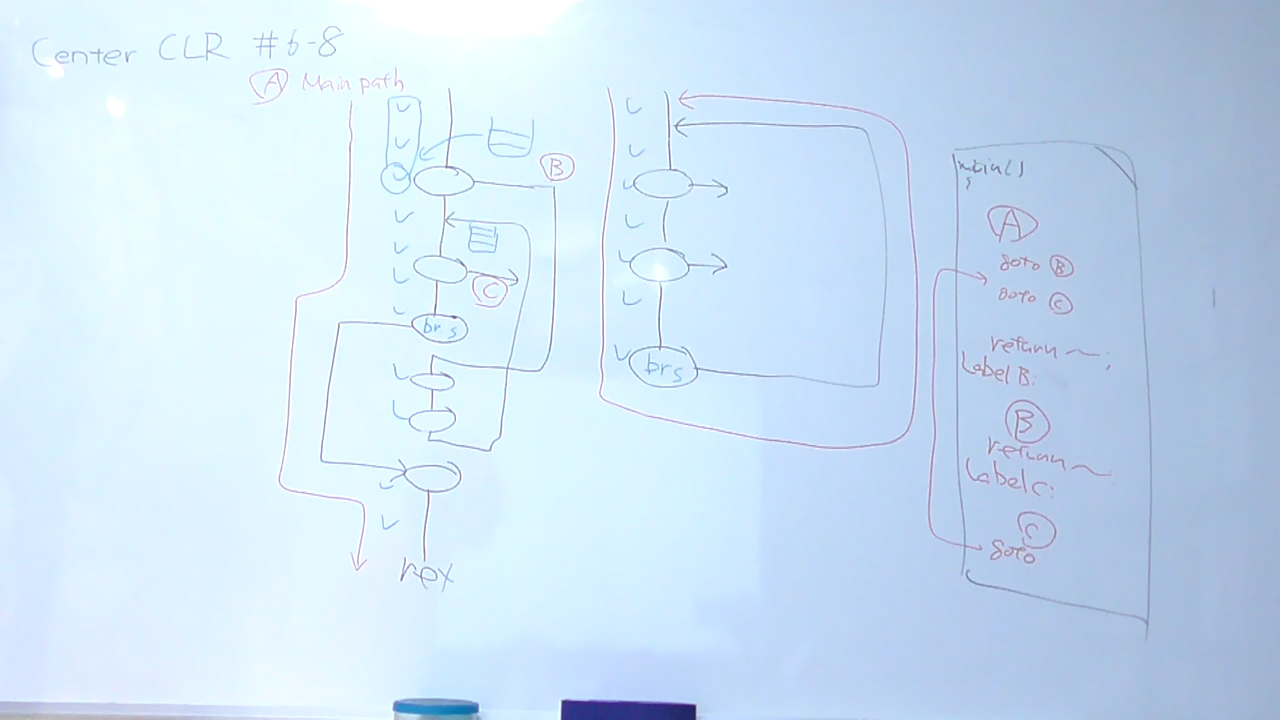 Center CLR #6-8
A Main path
B
C
brs
rex
brs
main()
A
goto B
goto C
return ~;
Label B:
B
return ~
Label C:
C
goto